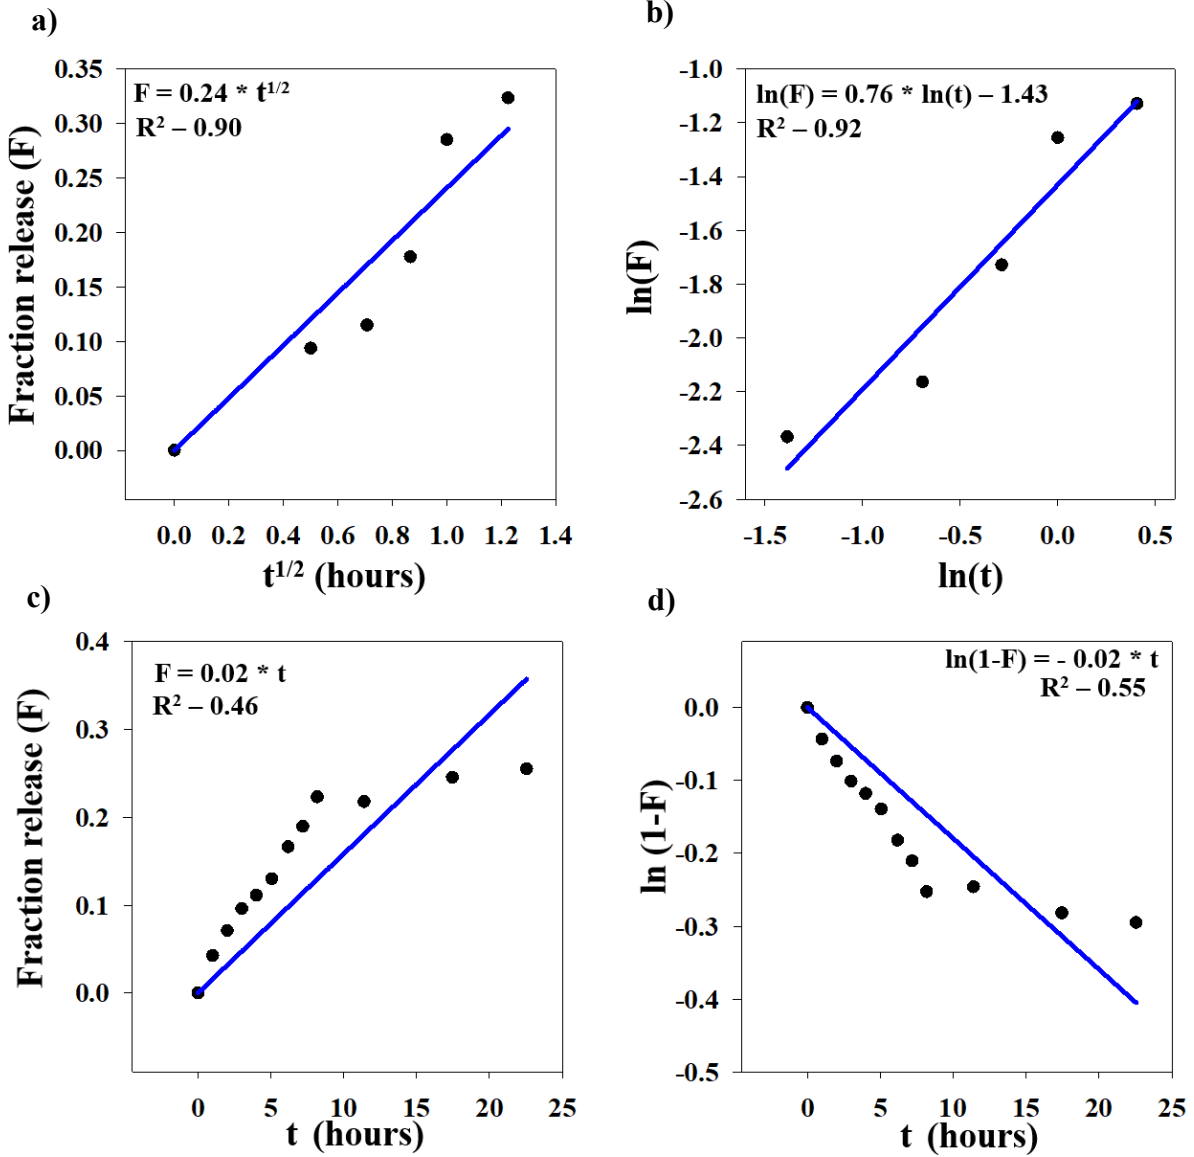 a)
F = 0.24 * t1/2
R2 – 0.90
0.35
0.30
0.25
0.20
0.15
0.10
0.05
0.00
Fraction release (F)
0.0 0.2 0.4 0.6 0.8 1.0 1.2 1.4
t1/2 (hours)
b)
ln(F) = 0.76 * ln(t) – 1.43
R2 – 0.92
-1.0
-1.2
-1.4
-1.6
-1.8
-2.0
-2.2
-2.4
-2.6
ln(F)
-1.5 -1.0 -0.5 0.0 0.5
ln(t)
c)
F = 0.02 * t
R2 – 0.46
0.4
0.3
0.2
0.1
0.0
Fraction release (F)
0 5 10 15 20 25
t (hours)
d)
ln(1-F) = - 0.02 * t
R2 – 0.55
0.0
-0.1
-0.2
-0.3
-0.4
-0.5
ln (1-F)
0 5 10 15 20 25
t (hours)